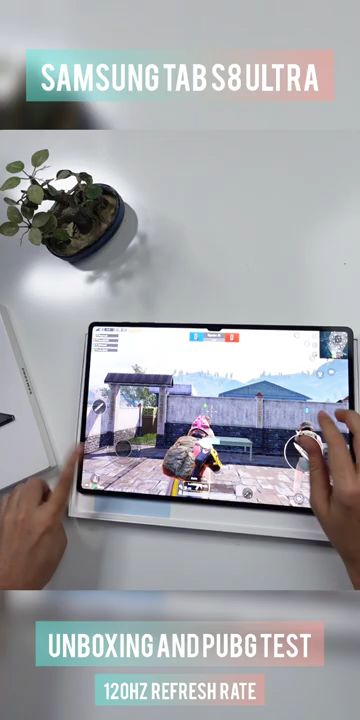 SAMSUNG TAB S8 ULTRA
UNBOXING AND PUBG TEST
120HZ REFRESH RATE